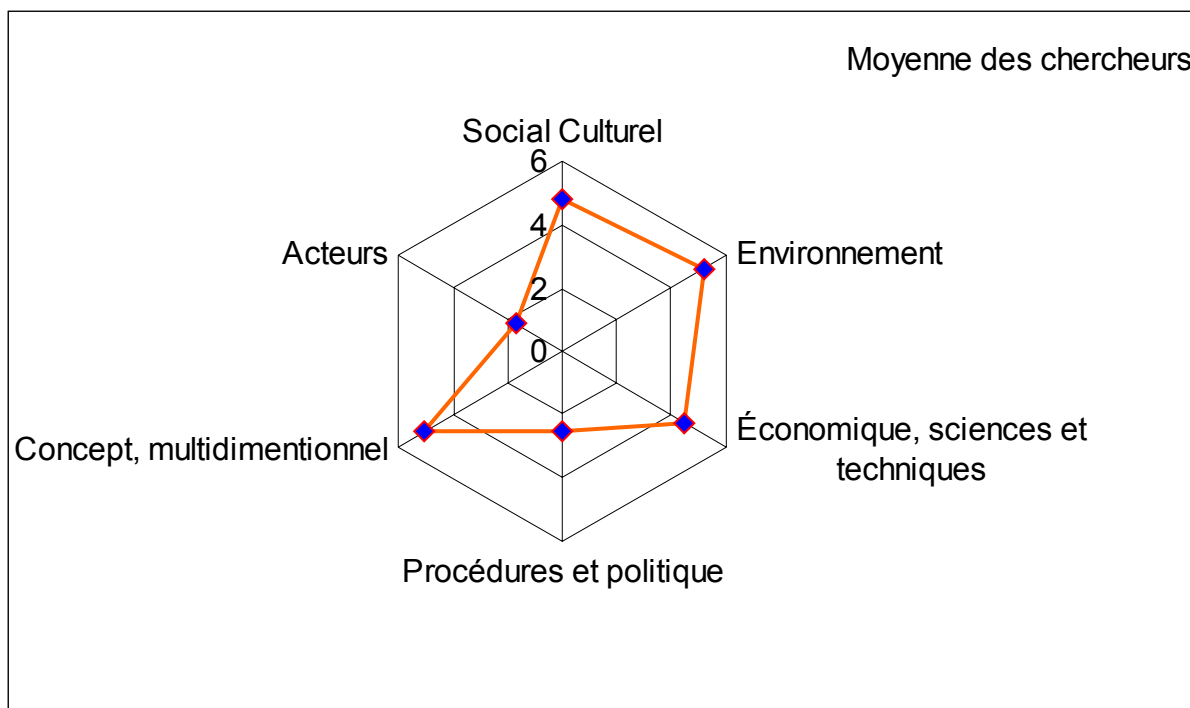 Moyenne des chercheurs
Social Culturel
6
4
2
0
Acteurs
Environnement
Concept, multidimentionnel
Économique, sciences et
techniques
Procédures et politique